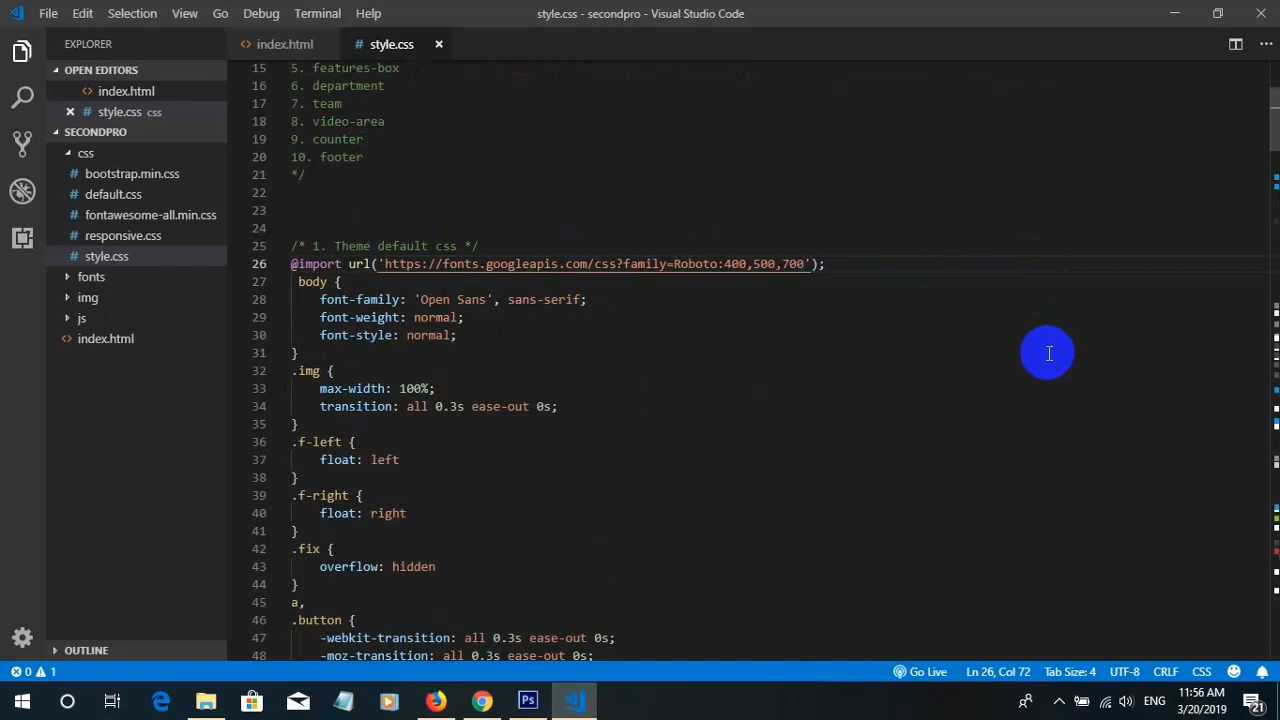 File Edit Selection View Go Debug Terminal Help style.css - secondpro - Visual Studio Code
EXPLORER
OPEN EDITORS
index.html
style.css css
SECONDPRO
css
bootstrap.min.css
default.css
fontawesome-all.min.css
responsive.css
style.css
fonts
img
js
index.html
OUTLINE
index.html style.css
15 5. features-box
16 6. department
17 7. team
18 8. video-area
19 9. counter
20 10. footer
21 */
22
23
24
25 /* 1. Theme default css */
26 @import url('https://fonts.googleapis.com/css?family=Roboto:400,500,700');
27 body {
28 font-family: 'Open Sans', sans-serif;
29 font-weight: normal;
30 font-style: normal;
31 }
32 .img {
33 max-width: 100%;
34 transition: all 0.3s ease-out 0s;
35 }
36 .f-left {
37 float: left
38 }
39 .f-right {
40 float: right
41 }
42 .fix {
43 overflow: hidden
44 }
45 a,
46 .button {
47 -webkit-transition: all 0.3s ease-out 0s;
48 -moz-transition: all 0.3s ease-out 0s;
0 1 Go Live Ln 26, Col 72 Tab Size: 4 UTF-8 CRLF CSS
Ps ENG 11:56 AM
3/20/2019
21